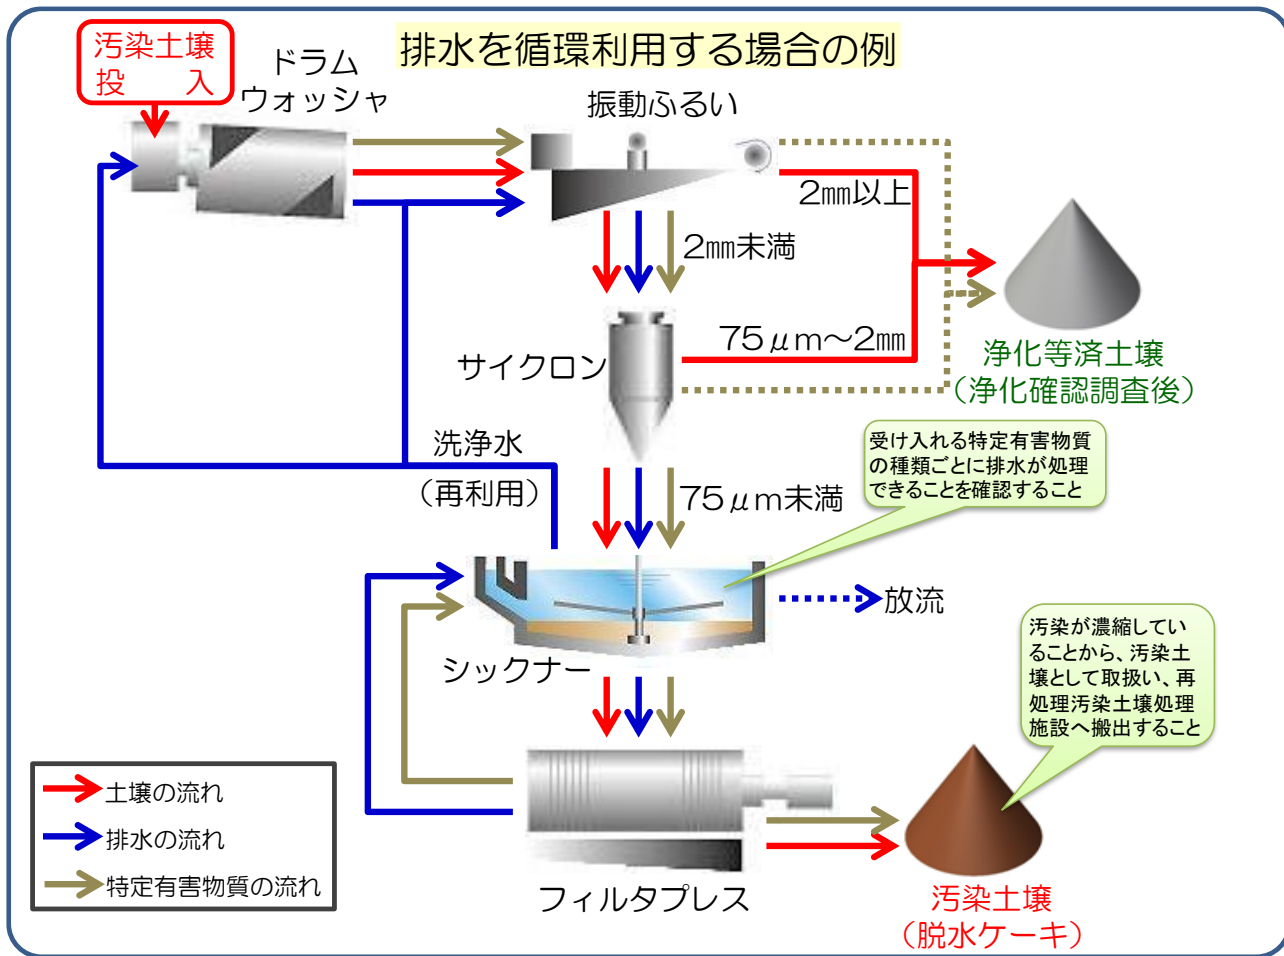 汚染土壌
投　入
排水を循環利用する場合の例
ドラム
ウォッシャ
振動ふるい
2㎜以上
2㎜未満
サイクロン
75μm～2㎜
浄化等済土壌
（浄化確認調査後）
受け入れる特定有害物質
の種類ごとに排水が処理
できることを確認すること
洗浄水
（再利用）
75μm未満
放流
シックナー
汚染が濃縮してい
ることから、汚染土
壌として取扱い、再
処理汚染土壌処理
施設へ搬出すること
土壌の流れ
排水の流れ
特定有害物質の流れ
フィルタプレス
汚染土壌
（脱水ケーキ）